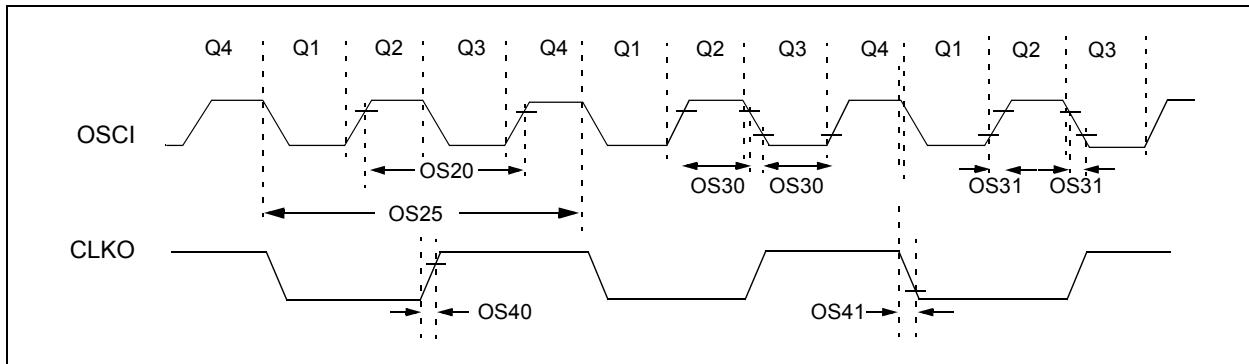 Q4 Q1 Q2 Q3 Q4 Q1 Q2 Q3 Q4 Q1 Q2 Q3
OSCI
OS20
OS30 OS30
OS31 OS31
OS25
CLKO
OS40
OS41